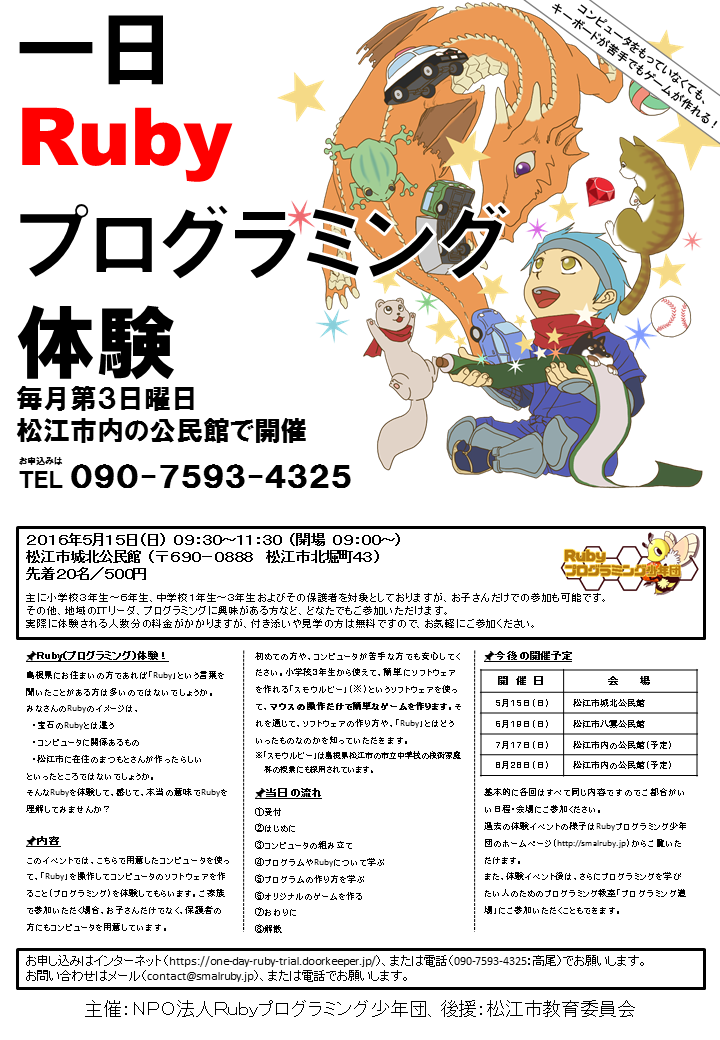 コンピュータをもっていなくても、
キーボードが苦手でもゲームが作れる！
一日
Ruby
プログラミング
体験
毎月第3日曜日
松江市内の公民館で開催
お申込みは
TEL 090-7593-4325
2016年5月15日(日) 09:30～11:30 (開場 09:00～)
松江市城北公民館 (〒690-0888 松江市北堀町43)
先着20名／500円
Ruby
プログラミング少年団
主に小学校3年生～6年生、中学校1年生～3年生およびその保護者を対象としておりますが、お子さんだけでの参加も可能です。
その他、地域のITリーダ、プログラミングに興味がある方など、どなたでもご参加いただけます。
実際に体験される人数分の料金がかかりますが、付き添いや見学の方は無料ですので、お気軽にご参加ください。
Ruby(プログラミング)体験！
島根県にお住まいの方であれば「Ruby」という言葉を
聞いたことがある方も多いのではないでしょうか。
みなさんのRubyのイメージは、
・宝石のRubyとは違う
・コンピュータに関係あるもの
・松江市に在住のまつもとさんが作ったらしい
といったところではないでしょうか。
そんなRubyを体験して、感じて、本当の意味でRubyを
理解してみませんか？
内容
このイベントでは、こちらで用意したコンピュータを使っ
て、「Ruby」を操作してコンピュータのソフトウェアを作
ること(プログラミング)を体験してもらいます。ご家族
で参加いただく場合、お子さんだけでなく、保護者の
方にもコンピュータを用意しています。
初めての方や、コンピュータが苦手な方でも安心してく
ださい。小学校3年生から使えて、簡単にソフトウェア
を作れる「スモウルビー」(※)というソフトウェアを使っ
て、マウスの操作だけで簡単なゲームを作ります。そ
れを通じて、ソフトウェアの作り方や、「Ruby」とはどう
いったものなのかを知っていただきます。
※「スモウルビー」は島根県松江市の市立中学校の技術家庭
科の授業にも採用されています。
当日の流れ
①受付
②はじめに
③コンピュータの組み立て
④プログラムやRubyについて学ぶ
⑤プログラムの作り方を学ぶ
⑥オリジナルのゲームを作る
⑦おわりに
⑧解散
今後の開催予定
開催日 会場
5月15日(日) 松江市城北公民館
6月19日(日) 松江市八雲公民館
7月17日(日) 松江市内の公民館(予定)
8月28日(日) 松江市内の公民館(予定)
基本的に各回はすべて同じ内容ですのでご都合がい
い日程・会場にご参加ください。
過去の体験イベントの様子はRubyプログラミング少年
団のホームページ(http://smalruby.jp)からご覧いた
だけます。
また、体験イベント後は、さらにプログラミングを学び
たい人のためのプログラミング教室「プログラミング道
場」にご参加いただくこともできます。
お申し込みはインターネット(https://one-day-ruby-trial.doorkeeper.jp/)、または電話(090-7593-4325:高尾)でお願いします。
お問い合わせはメール(contact@smalruby.jp)、または電話でお願いします。
主催：NPO法人Rubyプログラミング少年団、後援：松江市教育委員会